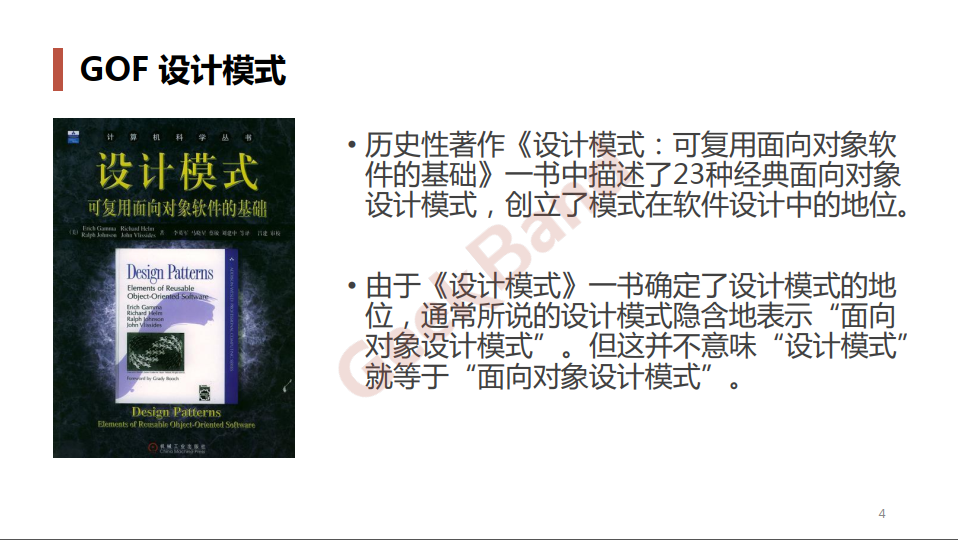 GOF 设计模式
计算机科学丛书
设计模式
可复用面向对象软件的基础
[美] Erich Gamma Richard Helm
Ralph Johnson John Vlissides 著 李英军 马晓星 蔡敏 刘建中 等译 吕建 审校
Design Patterns
Elements of Reusable
Object-Oriented Software
Erich Gamma
Richard Helm
Ralph Johnson
John Vlissides
Foreword by Grady Booch
Design Patterns
Elements of Reusable Object-Oriented Software
机械工业出版社
China Machine Press
• 历史性著作《设计模式：可复用面向对象软
件的基础》一书中描述了23种经典面向对象
设计模式，创立了模式在软件设计中的地位。
• 由于《设计模式》一书确定了设计模式的地
位，通常所说的设计模式隐含地表示“面向
对象设计模式”。但这并不意味“设计模式”
就等于“面向对象设计模式”。
GeekBand
4